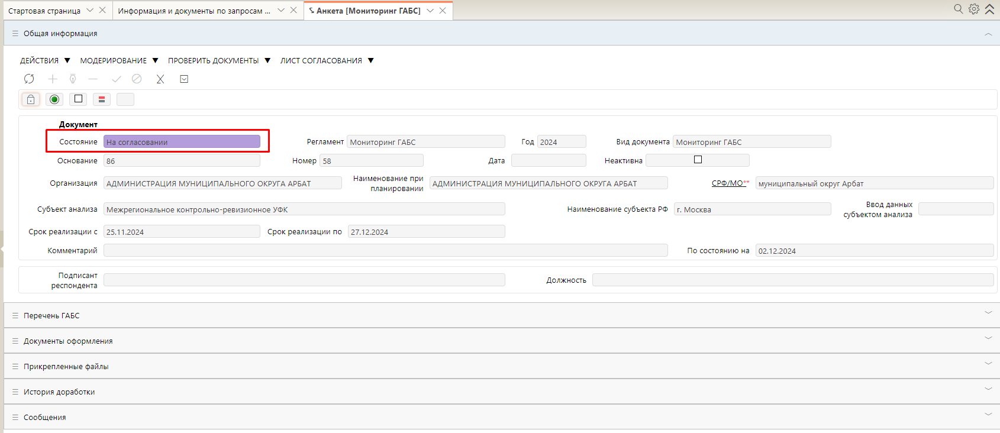 Стартовая страница
Информация и документы по запросам ...
Анкета [Мониторинг ГАБС]
Общая информация
ДЕЙСТВИЯ ▼ МОДЕРИРОВАНИЕ ▼ ПРОВЕРИТЬ ДОКУМЕНТЫ ▼ ЛИСТ СОГЛАСОВАНИЯ ▼
Документ
Состояние На согласовании Регламент Мониторинг ГАБС Год 2024 Вид документа Мониторинг ГАБС
Основание 86 Номер 58 Дата Неактивна
Организация АДМИНИСТРАЦИЯ МУНИЦИПАЛЬНОГО ОКРУГА АРБАТ
Наименование при
планировании
АДМИНИСТРАЦИЯ МУНИЦИПАЛЬНОГО ОКРУГА АРБАТ
СРФ/МО** муниципальный округ Арбат
Субъект анализа Межрегиональное контрольно-ревизионное УФК
Наименование субъекта РФ г. Москва
Ввод данных
субъектом анализа
Срок реализации с 25.11.2024 Срок реализации по 27.12.2024
Комментарий По состоянию на 02.12.2024
Подписант
респондента
Должность
Перечень ГАБС
Документы оформления
Прикрепленные файлы
История доработки
Сообщения